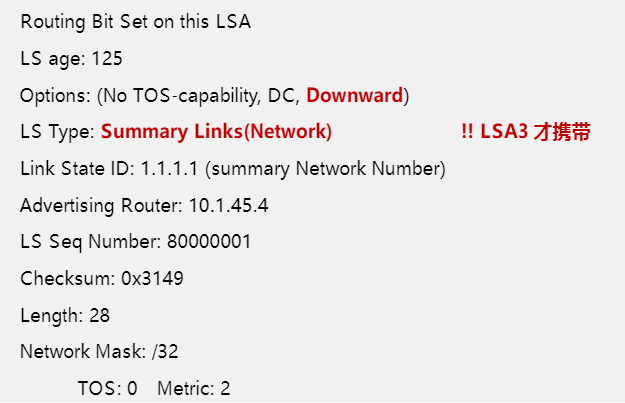 Routing Bit Set on this LSA
LS age: 125
Options: (No TOS-capability, DC, Downward)
LS Type: Summary Links(Network) !! LSA3 才携带
Link State ID: 1.1.1.1 (summary Network Number)
Advertising Router: 10.1.45.4
LS Seq Number: 80000001
Checksum: 0x3149
Length: 28
Network Mask: /32
TOS: 0 Metric: 2